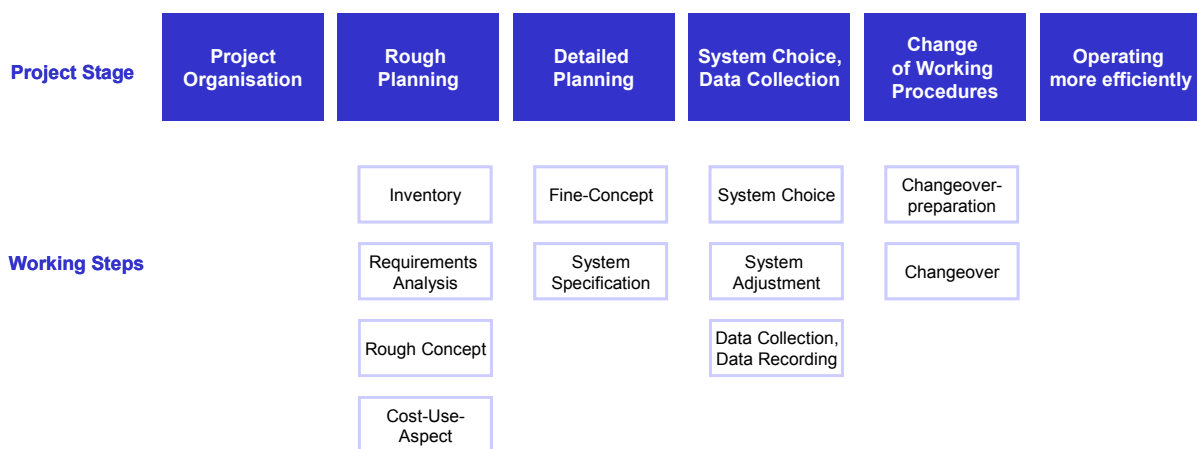 Project Stage
Project
Organisation
Rough
Planning
Detailed
Planning
System Choice,
Data Collection
Change
of Working
Procedures
Operating
more efficiently
Working Steps
Inventory
Requirements
Analysis
Rough Concept
Cost-Use-
Aspect
Fine-Concept
System
Specification
System Choice
System
Adjustment
Data Collection,
Data Recording
Changeover-
preparation
Changeover